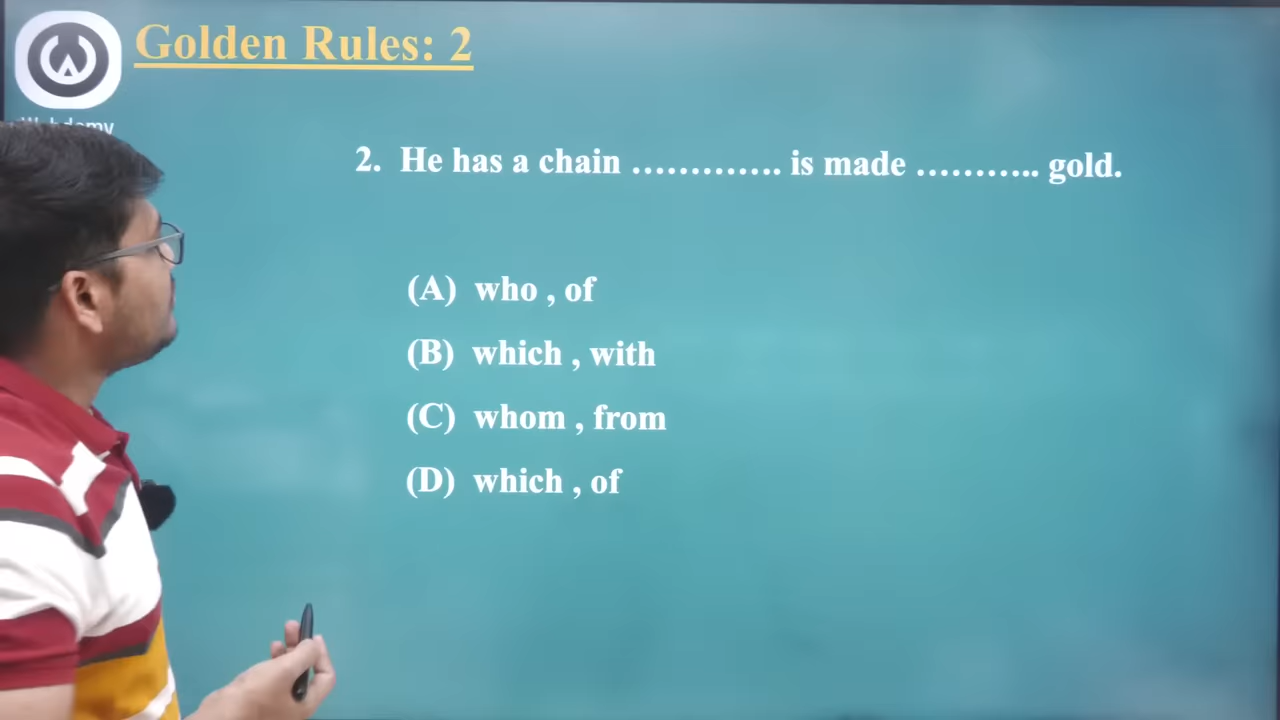 Golden Rules: 2
2. He has a chain ............. is made ........... gold.
(A) who , of
(B) which , with
(C) whom , from
(D) which , of